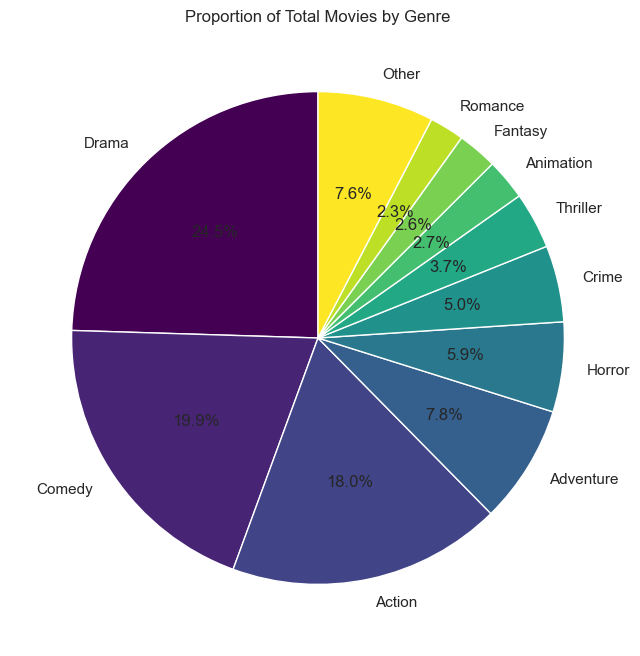 Proportion of Total Movies by Genre
Other
Romance
Fantasy
Drama
Animation
Thriller
7.6%
2.3%
2.6%
24.5%
2.7%
3.7%
Crime
5.0%
5.9%
Horror
7.8%
19.9%
Adventure
18.0%
Comedy
Action